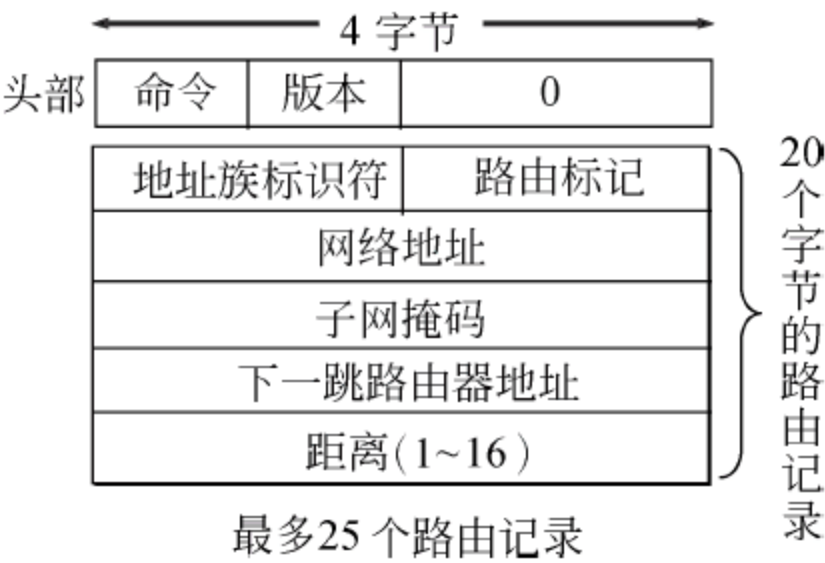 4 字节
头部 命令 版本 0
地址族标识符 路由标记
网络地址
子网掩码
下一跳路由器地址
距离(1~16)
20个字节的路由记录
最多25个路由记录